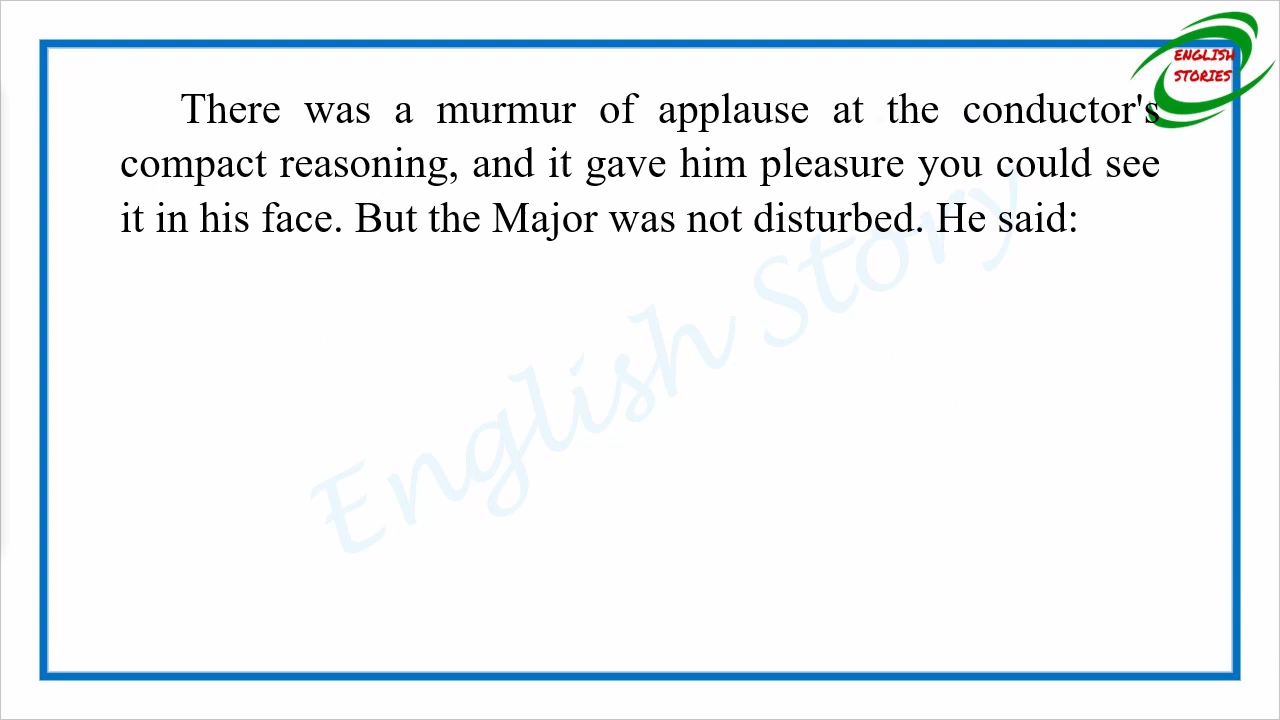 ENGLISH
STORIES
There was a murmur of applause at the conductor's
compact reasoning, and it gave him pleasure you could see
it in his face. But the Major was not disturbed. He said:
English Story